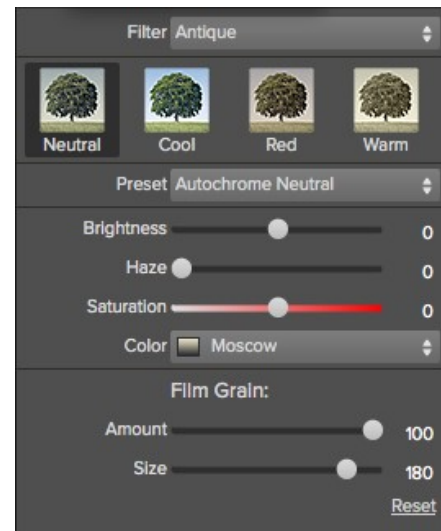 Filter Antique
Neutral Cool Red Warm
Preset Autochrome Neutral
Brightness 0
Haze 0
Saturation 0
Color Moscow
Film Grain:
Amount 100
Size 180
Reset